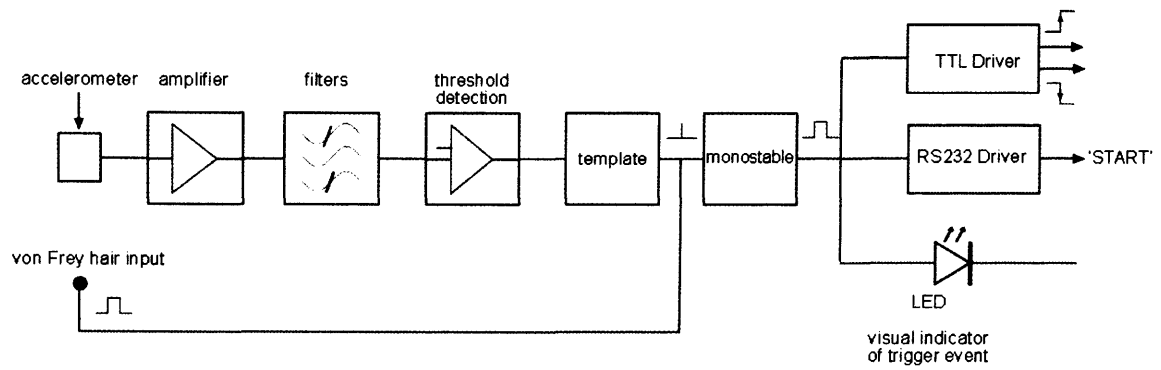 accelerometer
amplifier
filters
threshold
detection
template
monostable
TTL Driver
RS232 Driver
'START'
von Frey hair input
LED
visual indicator
of trigger event